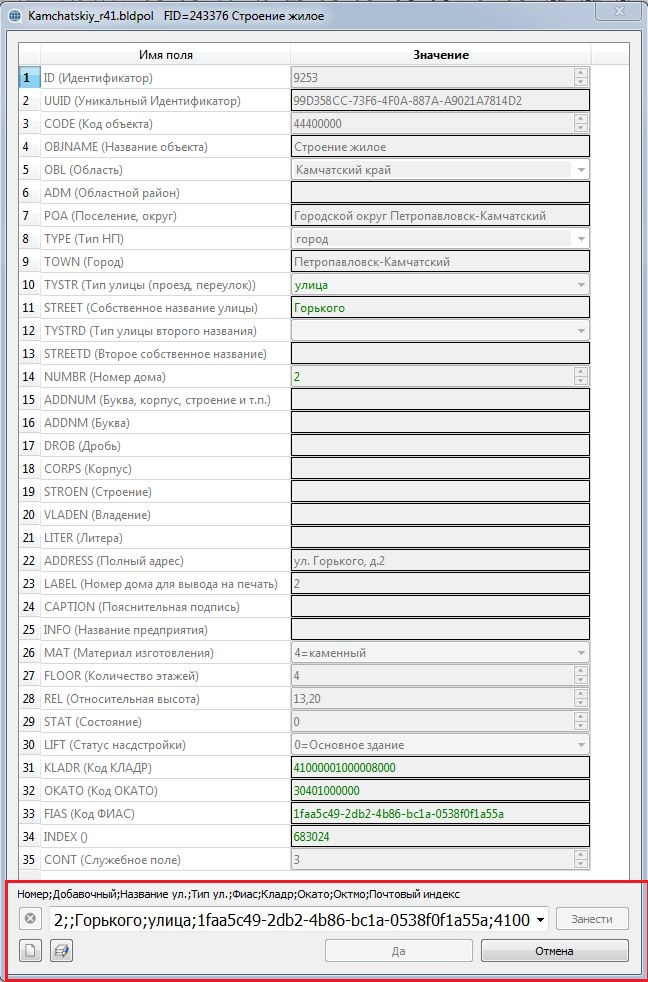 Kamchatskiy_r41.bldpol FID=243376 Строение жилое
Имя поля Значение
1 ID (Идентификатор) 9253
2 UUID (Уникальный Идентификатор) 99D358CC-73F6-4F0A-887A-A9021A7814D2
3 CODE (Код объекта) 44400000
4 OBJNAME (Название объекта) Строение жилое
5 OBL (Область) Камчатский край
6 ADM (Областной район)
7 POA (Поселение, округ) Городской округ Петропавловск-Камчатский
8 TYPE (Тип НП) город
9 TOWN (Город) Петропавловск-Камчатский
10 TYSTR (Тип улицы (проезд, переулок)) улица
11 STREET (Собственное название улицы) Горького
12 TYSTRD (Тип улицы второго названия)
13 STREETD (Второе собственное название)
14 NUMBR (Номер дома) 2
15 ADDNUM (Буква, корпус, строение и т.п.)
16 ADDNM (Буква)
17 DROB (Дробь)
18 CORPS (Корпус)
19 STROEN (Строение)
20 VLADEN (Владение)
21 LITER (Литера)
22 ADDRESS (Полный адрес) ул. Горького, д.2
23 LABEL (Номер дома для вывода на печать) 2
24 CAPTION (Пояснительная подпись)
25 INFO (Название предприятия)
26 MAT (Материал изготовления) 4=каменный
27 FLOOR (Количество этажей) 4
28 REL (Относительная высота) 13,20
29 STAT (Состояние) 0
30 LIFT (Статус насдстройки) 0=Основное здание
31 KLADR (Код КЛАДР) 41000001000008000
32 OKATO (Код ОКАТО) 30401000000
33 FIAS (Код ФИАС) 1faa5c49-2db2-4b86-bc1a-0538f0f1a55a
34 INDEX () 683024
35 CONT (Служебное поле) 3
Номер;Добавочный;Название ул.;Тип ул.;Фиас;Кладр;Окато;Октмо;Почтовый индекс
2;;Горького;улица;1faa5c49-2db2-4b86-bc1a-0538f0f1a55a;4100 Занести
Да Отмена